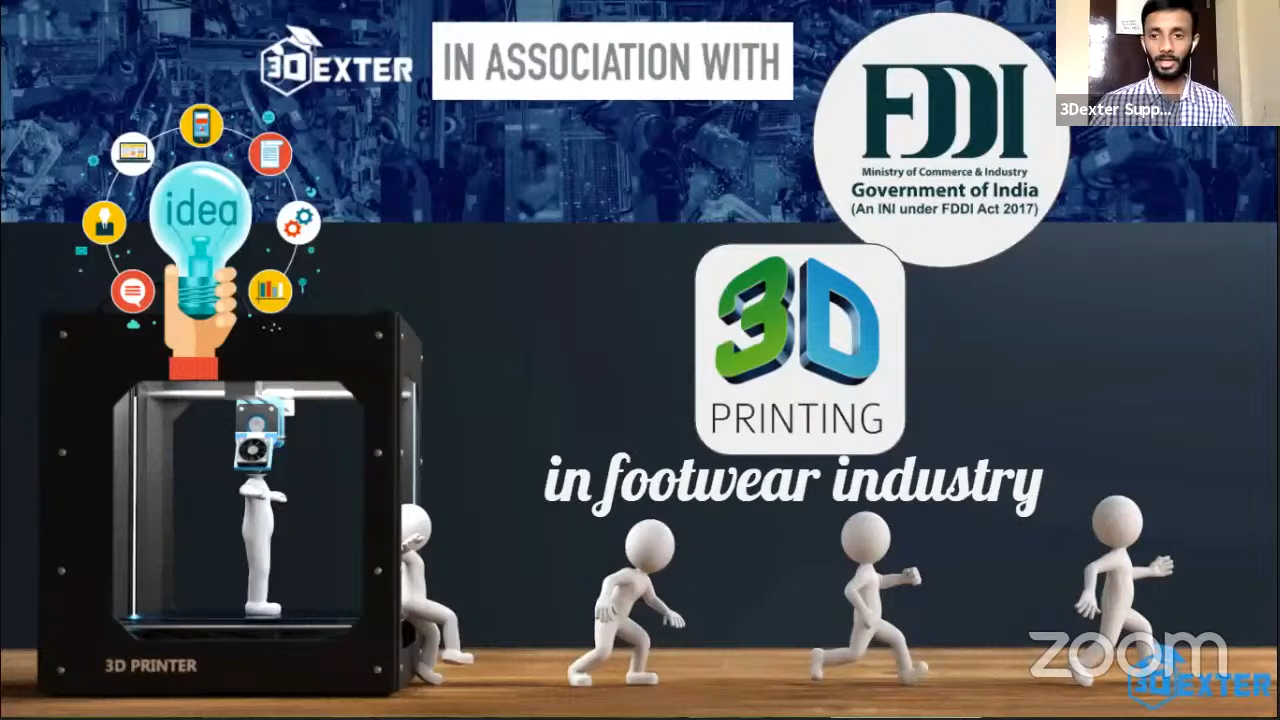 3DEXTER
IN ASSOCIATION WITH
FDDI
Ministry of Commerce & Industry
Government of India
(An INI under FDDI Act 2017)
3Dexter Supp...
idea
3D
PRINTING
in footwear industry
3D PRINTER
zoom
3DEXTER